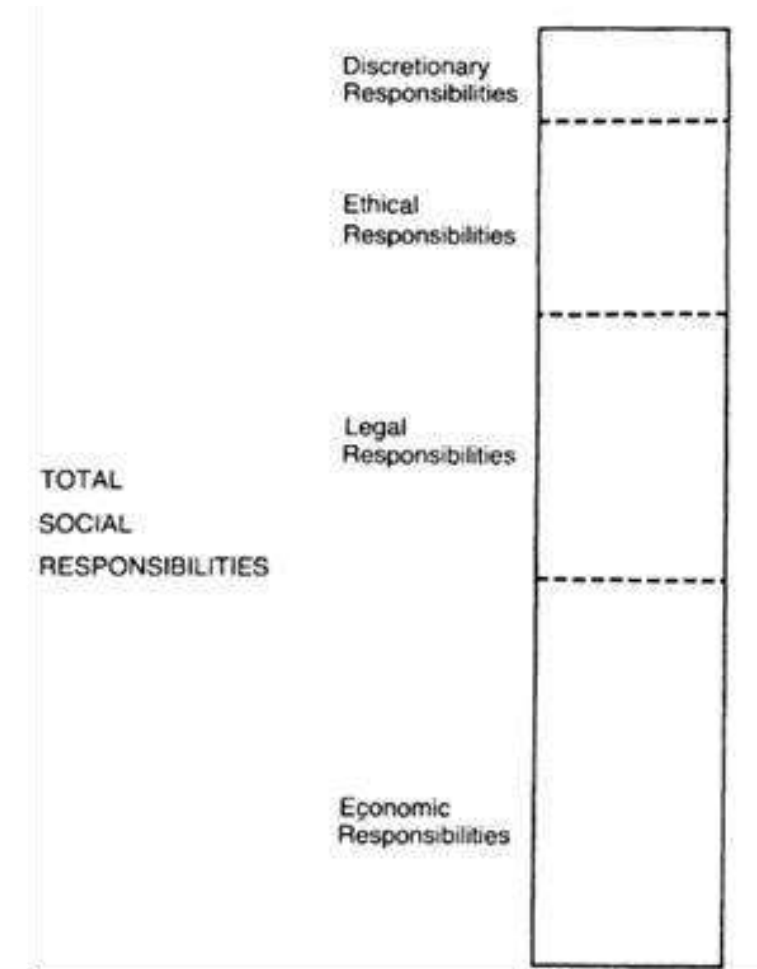 Discretionary
Responsibilities
Ethical
Responsibilities
Legal
Responsibilities
TOTAL
SOCIAL
RESPONSIBILITIES
Economic
Responsibilities